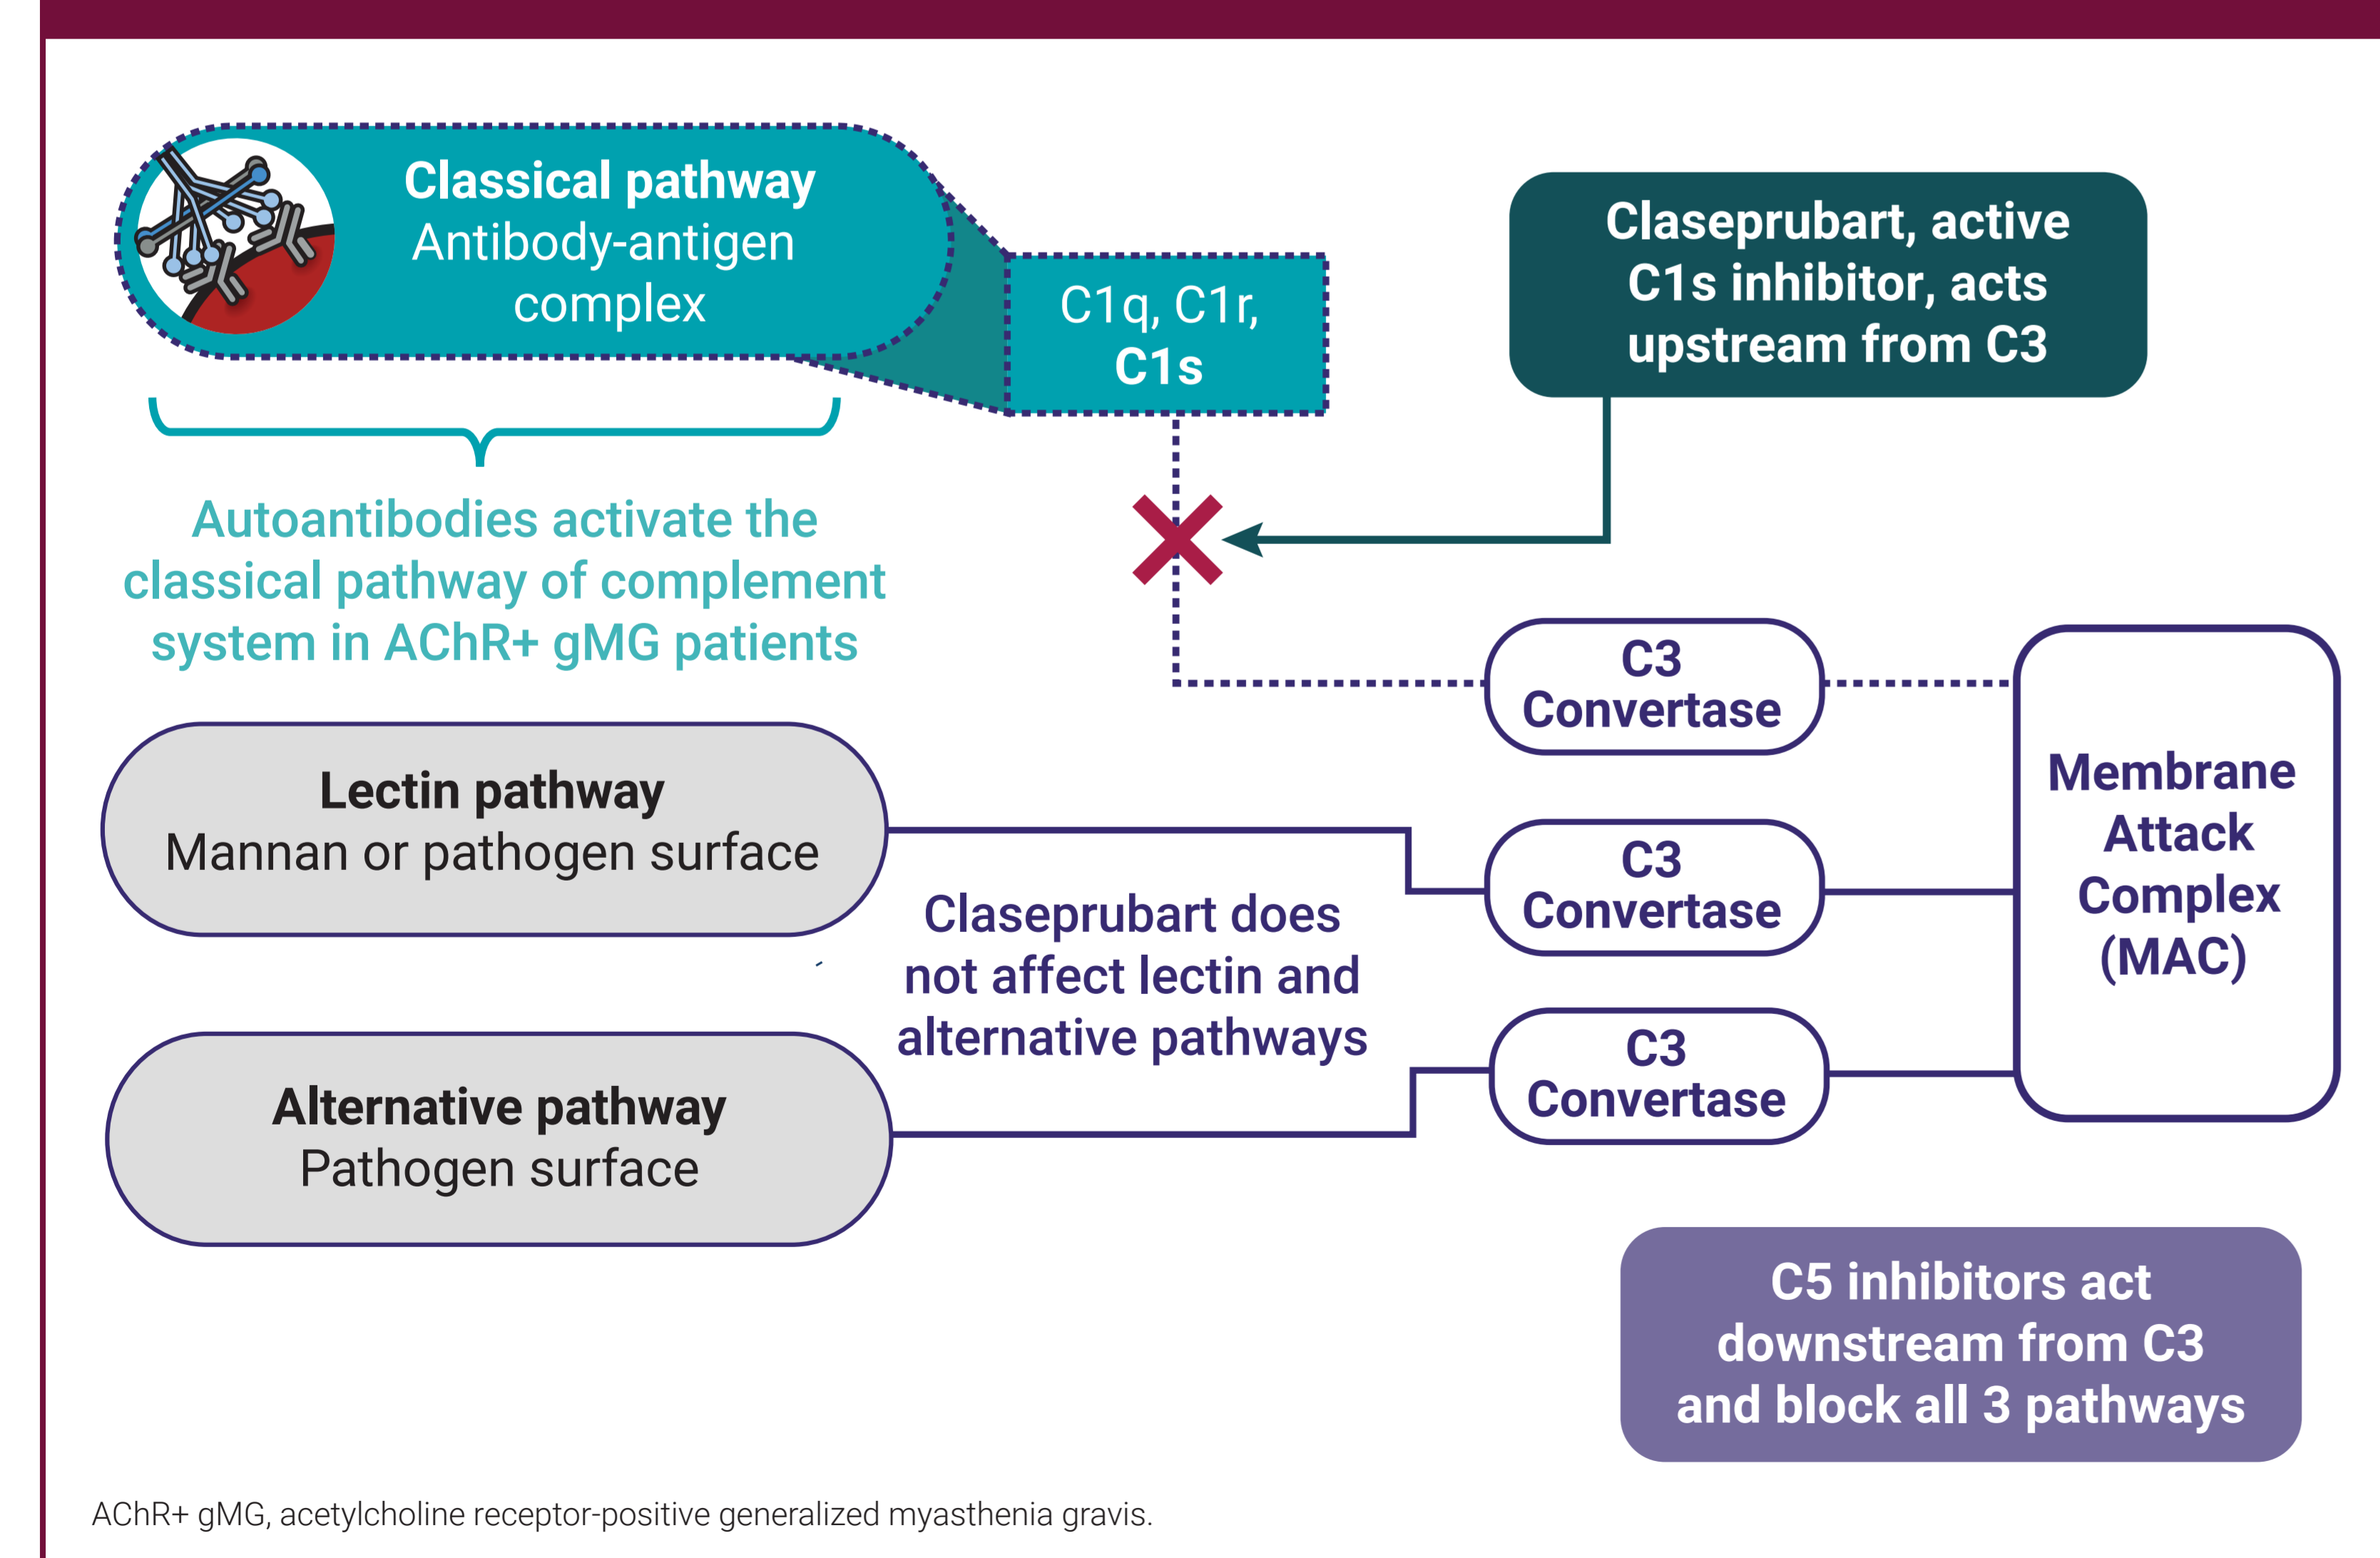 Classical pathway
Antibody-antigen
complex
C1q, C1r,
C1s
Claseprubart, active
C1s inhibitor, acts
upstream from C3
Autoantibodies activate the
classical pathway of complement
system in AChR+ gMG patients
C3
Convertase
Lectin pathway
Mannan or pathogen surface
Claseprubart does
not affect lectin and
alternative pathways
C3
Convertase
Membrane
Attack
Complex
(MAC)
Alternative pathway
Pathogen surface
C3
Convertase
C5 inhibitors act
downstream from C3
and block all 3 pathways
AChR+ gMG, acetylcholine receptor-positive generalized myasthenia gravis.